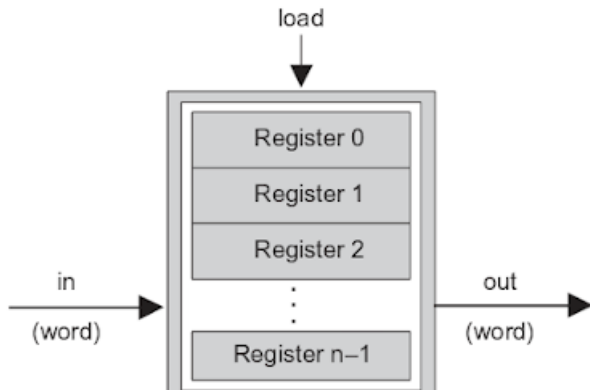 load
Register 0
Register 1
Register 2
in
out
(word)
(word)
Register n–1